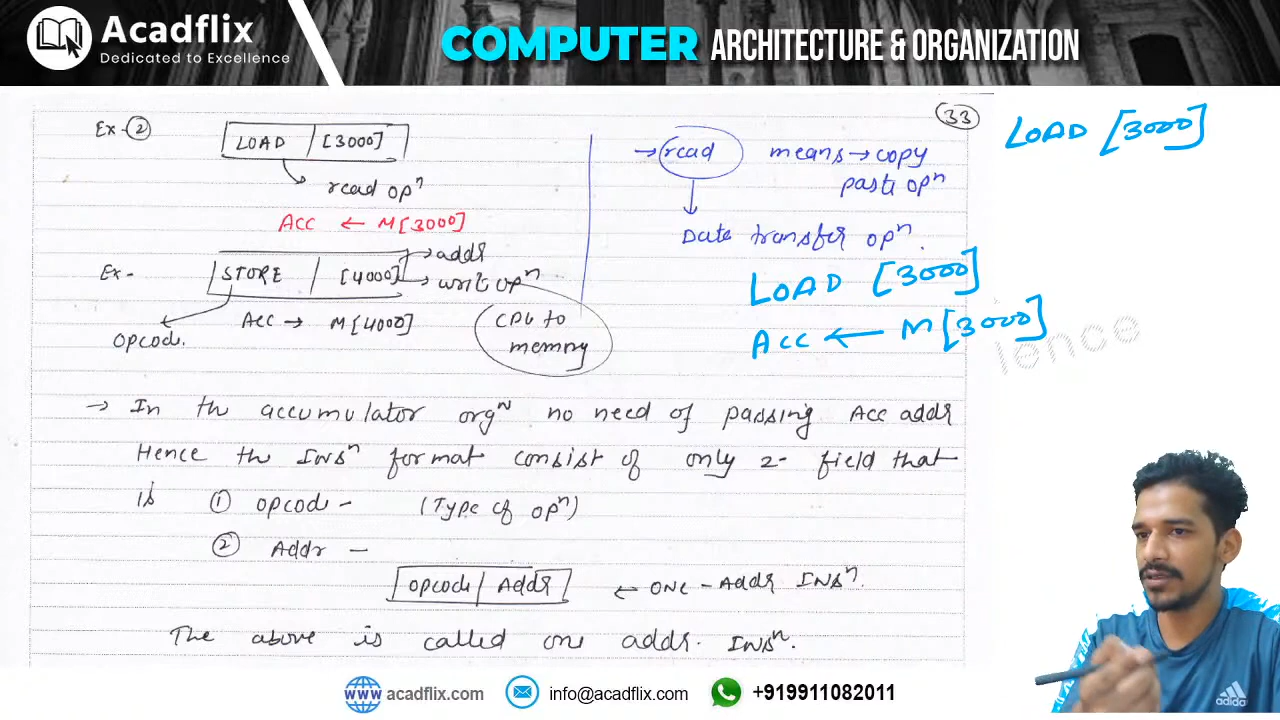 Acadflix
Dedicated to Excellence
COMPUTER ARCHITECTURE & ORGANIZATION
33
Ex-② LOAD [3000]
read opⁿ
ACC ← M[3000]
Ex- STORE [4000]
→ addr
→ write opⁿ
ACC → M[4000]
Opcode.
CPU to
memory
→ read means → copy
paste opⁿ
Data transfer opⁿ.
LOAD [3000]
LOAD [3000]
ACC ← M[3000]
lence
→ In the accumulator orgⁿ no need of passing Acc addr
Hence the INSⁿ format consist of only 2- field that
is ① opcode - (Type of opⁿ)
② Addr -
opcode Addr ← ONE-Addr INSⁿ.
The above is called one addr. INSⁿ.
www.acadflix.com info@acadflix.com +919911082011
adidas